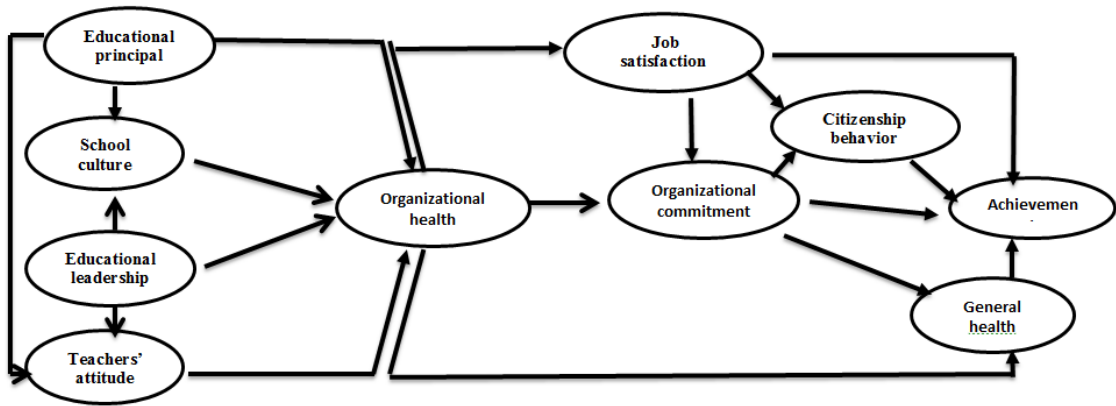 Educational
principal
School
culture
Educational
leadership
Teachers’
attitude
Organizational
health
Job
satisfaction
Organizational
commitment
Citizenship
behavior
Achievemen
General
health